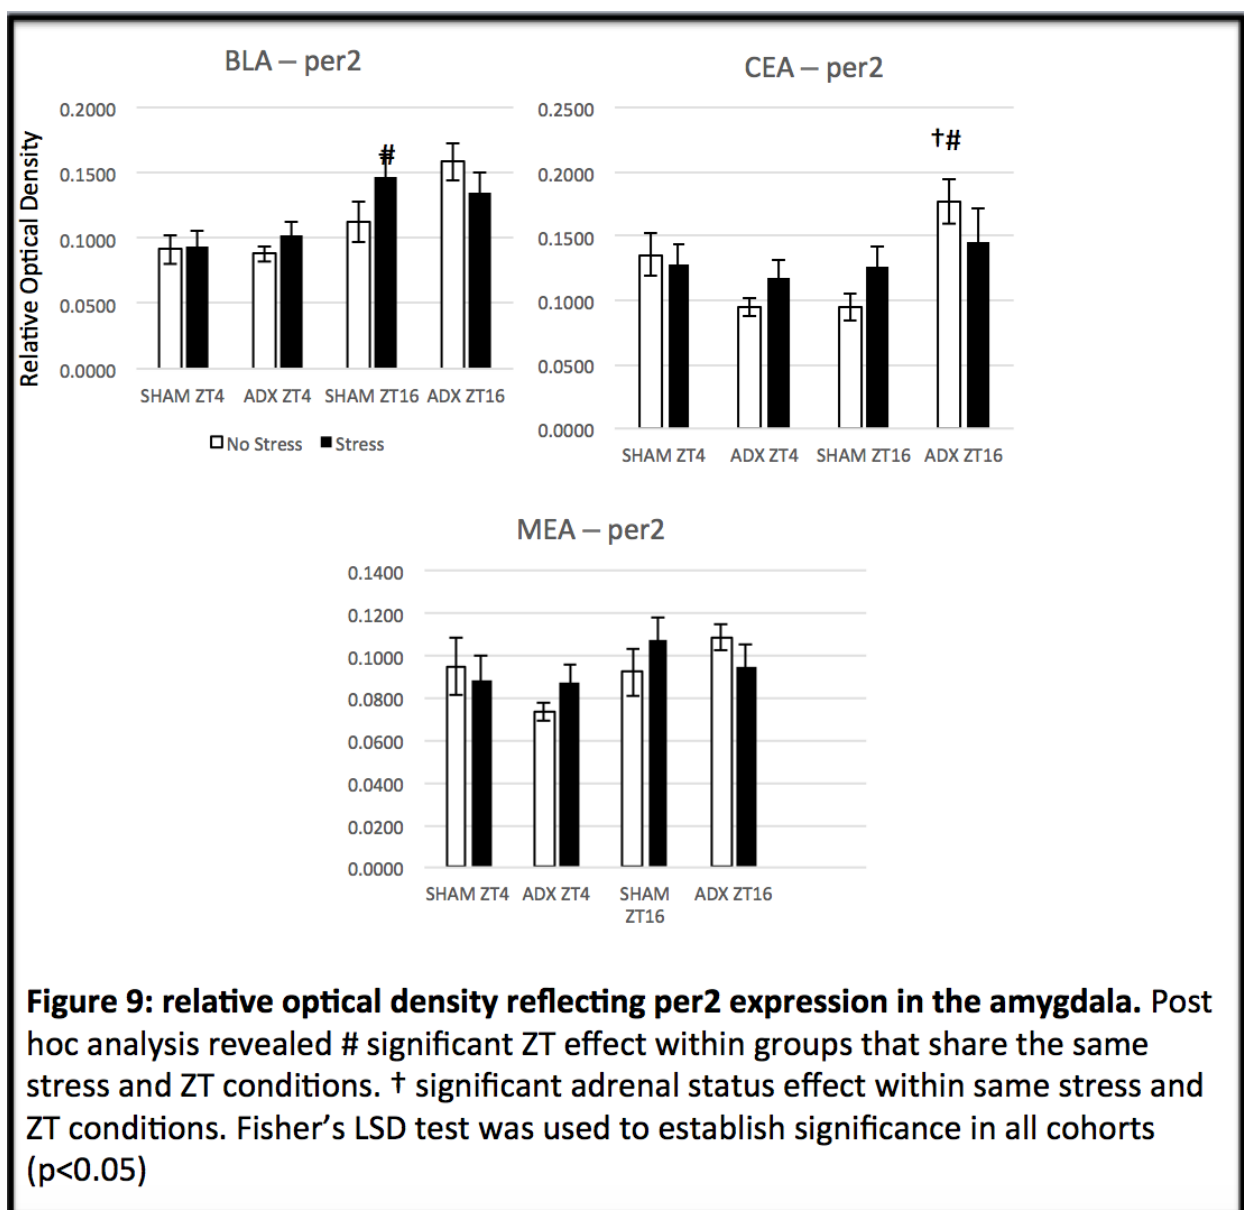 BLA – per2
Relative Optical Density
0.2000
0.1500
0.1000
0.0500
0.0000
#
SHAM ZT4 ADX ZT4 SHAM ZT16 ADX ZT16
No Stress Stress
CEA – per2
0.2500
0.2000
0.1500
0.1000
0.0500
0.0000
†#
SHAM ZT4 ADX ZT4 SHAM ZT16 ADX ZT16
MEA – per2
0.1400
0.1200
0.1000
0.0800
0.0600
0.0400
0.0200
0.0000
SHAM ZT4 ADX ZT4 SHAM ADX ZT16
ZT16
Figure 9: relative optical density reflecting per2 expression in the amygdala. Post
hoc analysis revealed # significant ZT effect within groups that share the same
stress and ZT conditions. † significant adrenal status effect within same stress and
ZT conditions. Fisher’s LSD test was used to establish significance in all cohorts
(p<0.05)